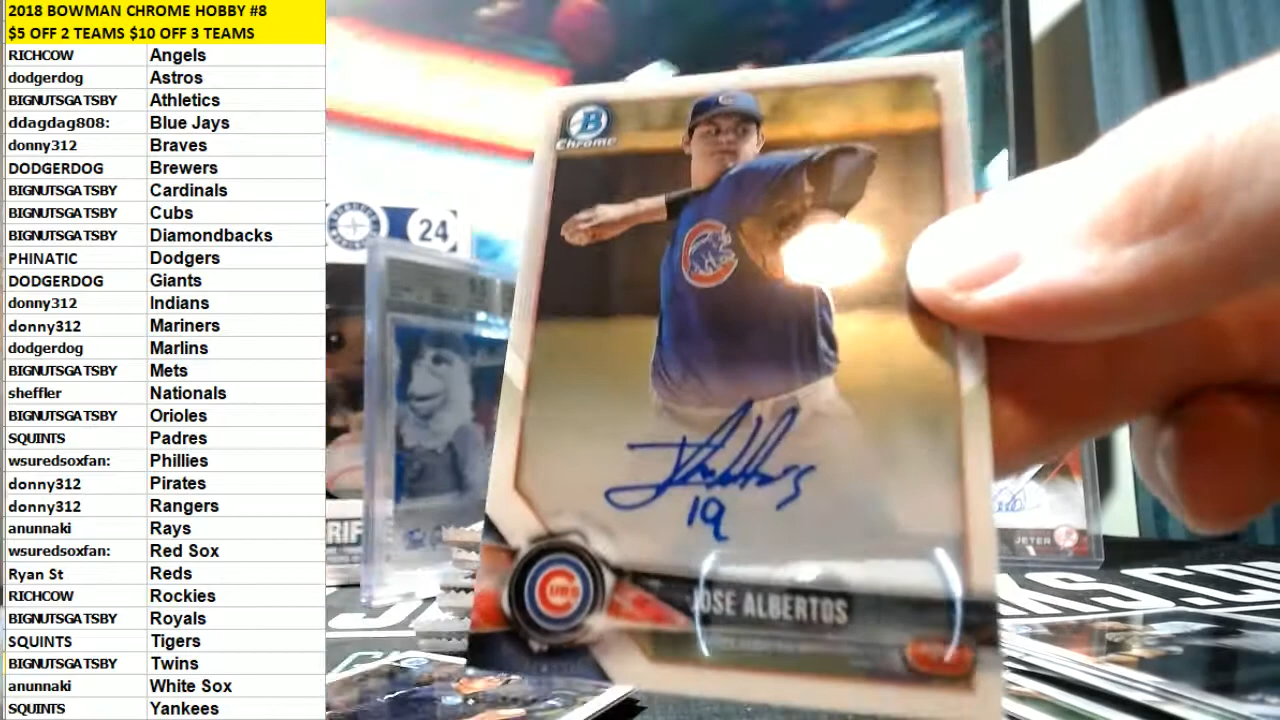 2018 BOWMAN CHROME HOBBY #8
$5 OFF 2 TEAMS $10 OFF 3 TEAMS
RICHCOW Angels
dodgerdog Astros
BIGNUTSGATSBY Athletics
ddagdag808: Blue Jays
donny312 Braves
DODGERDOG Brewers
BIGNUTSGATSBY Cardinals
BIGNUTSGATSBY Cubs
BIGNUTSGATSBY Diamondbacks
PHINATIC Dodgers
DODGERDOG Giants
donny312 Indians
donny312 Mariners
dodgerdog Marlins
BIGNUTSGATSBY Mets
sheffler Nationals
BIGNUTSGATSBY Orioles
SQUINTS Padres
wsuredsoxfan: Phillies
donny312 Pirates
donny312 Rangers
anunnaki Rays
wsuredsoxfan: Red Sox
Ryan St Reds
RICHCOW Rockies
BIGNUTSGATSBY Royals
SQUINTS Tigers
BIGNUTSGATSBY Twins
anunnaki White Sox
SQUINTS Yankees
B
Chrome
24
19
CUBS
JOSE ALBERTOS
JETER
RIF
KS.CO